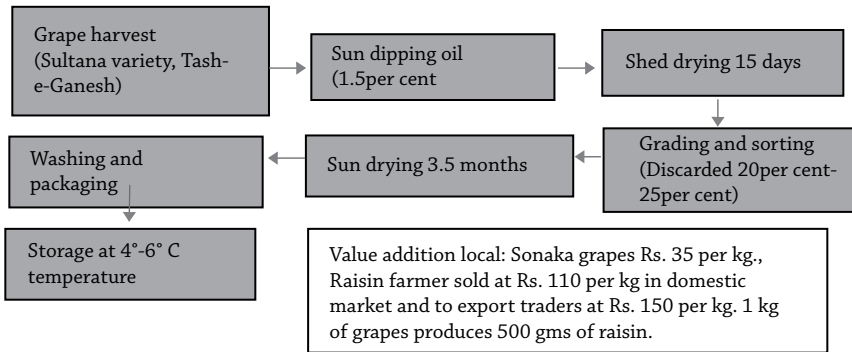 Grape harvest
(Sultana variety, Tash-
e-Ganesh)
Sun dipping oil
(1.5per cent
Shed drying 15 days
Grading and sorting
(Discarded 20per cent-
25per cent)
Sun drying 3.5 months
Washing and
packaging
Storage at 4°-6° C
temperature
Value addition local: Sonaka grapes Rs. 35 per kg.,
Raisin farmer sold at Rs. 110 per kg in domestic
market and to export traders at Rs. 150 per kg. 1 kg
of grapes produces 500 gms of raisin.